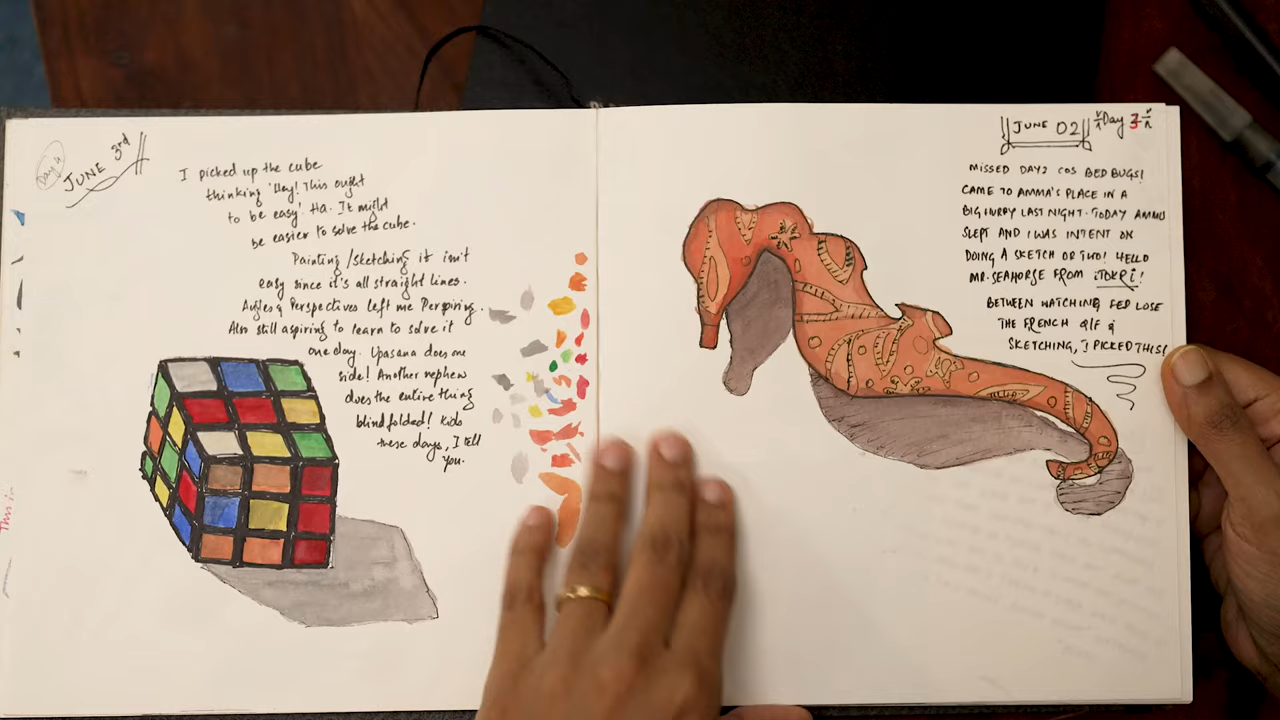 Day 4
JUNE 3rd
I picked up the cube
thinking 'Hey! This ought
to be easy! Ha. It might
be easier to solve the cube.
Painting/sketching it isn't
easy since it's all straight lines.
Angles & Perspectives left me Perspiring.
Also still aspiring to learn to solve it
one day. Upasana does one
side! Another nephew
does the entire thing
blindfolded! Kids
these days, I tell
you.
This is
JUNE 02
Day 3
MISSED DAY2 COS BED BUGS!
CAME TO AMMA'S PLACE IN A
BIG HURRY LAST NIGHT. TODAY AMMU
SLEPT AND I WAS INTENT ON
DOING A SKETCH OR TWO! HELLO
MR. SEAHORSE FROM iTOKRi!
BETWEEN WATCHING FED LOSE
THE FRENCH Q/F &
SKETCHING, I PICKED THIS!